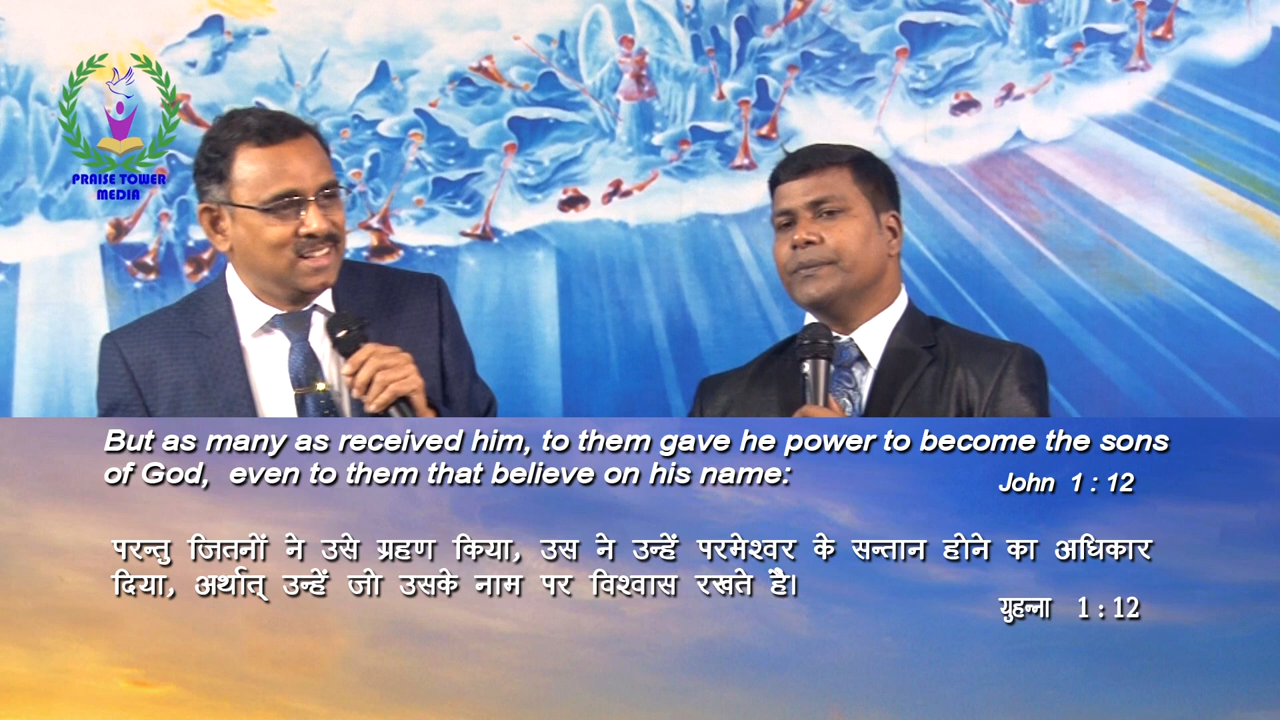 PRAISE TOWER
MEDIA
But as many as received him, to them gave he power to become the sons
of God, even to them that believe on his name:
John 1 : 12
परन्तु जितनों ने उसे ग्रहण किया, उस ने उन्हें परमेश्वर के सन्तान होने का अधिकार
दिया, अर्थात् उन्हें जो उसके नाम पर विश्वास रखते हैं।
युहन्ना 1 : 12